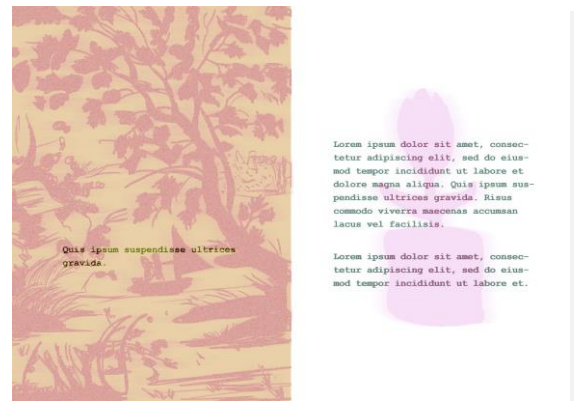 Quis ipsum suspendisse ultrices
gravida.
Lorem ipsum dolor sit amet, consec-
tetur adipiscing elit, sed do eius-
mod tempor incididunt ut labore et
dolore magna aliqua. Quis ipsum sus-
pendisse ultrices gravida. Risus
commodo viverra maecenas accumsan
lacus vel facilisis.
Lorem ipsum dolor sit amet, consec-
tetur adipiscing elit, sed do eius-
mod tempor incididunt ut labore et.